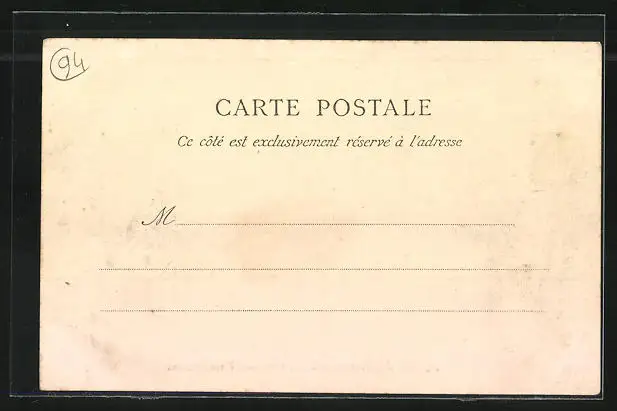 94
CARTE POSTALE
Ce côté est exclusivement réservé à l'adresse
M